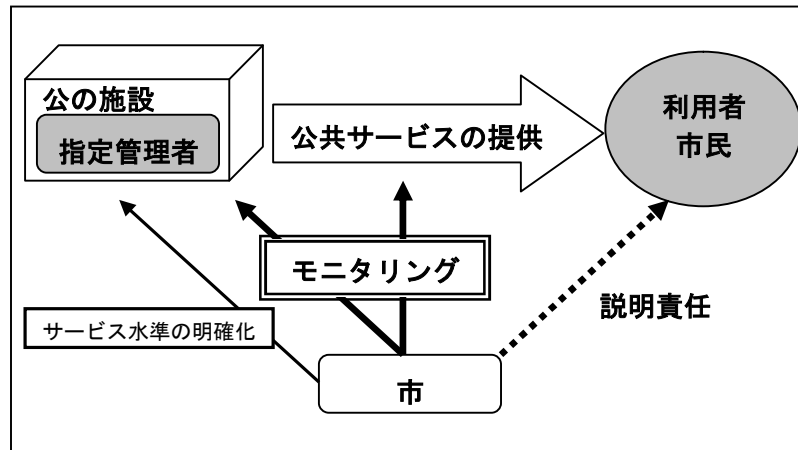 公の施設
指定管理者
公共サービスの提供
利用者
市民
モニタリング
サービス水準の明確化
説明責任
市